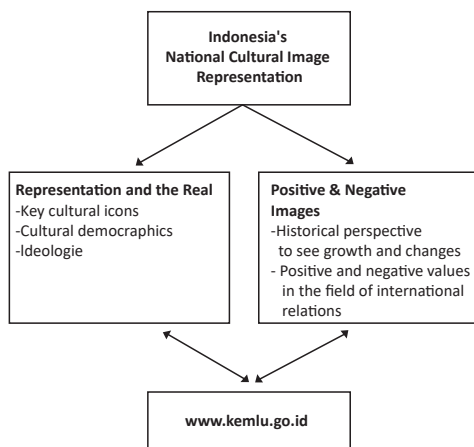 Indonesia's
National Cultural Image
Representation
Representation and the Real
-Key cultural icons
-Cultural democraphics
-Ideologie
Positive & Negative
Images
-Historical perspective
to see growth and changes
- Positive and negative values
in the field of international
relations
www.kemlu.go.id